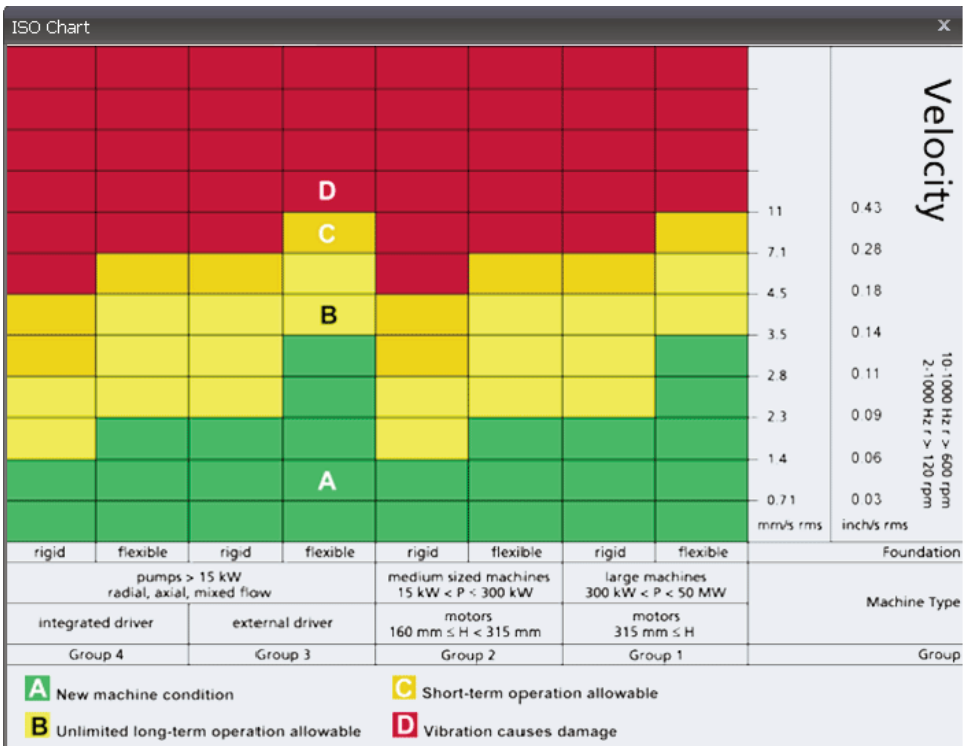 ISO Chart
x
Velocity
D
C
B
A
11
7.1
4.5
3.5
2.8
2.3
1.4
0.71
mm/s rms
0.43
0.28
0.18
0.14
0.11
0.09
0.06
0.03
inch/s rms
10-1000 Hz r > 600 rpm
2-1000 Hz r > 120 rpm
rigid flexible rigid flexible rigid flexible rigid flexible Foundation
pumps > 15 kW
radial, axial, mixed flow
medium sized machines
15 kW < P ≤ 300 kW
large machines
300 kW < P < 50 MW
Machine Type
integrated driver
external driver
motors
160 mm ≤ H < 315 mm
motors
315 mm ≤ H
Group 4 Group 3 Group 2 Group 1 Group
A New machine condition
B Unlimited long-term operation allowable
C Short-term operation allowable
D Vibration causes damage